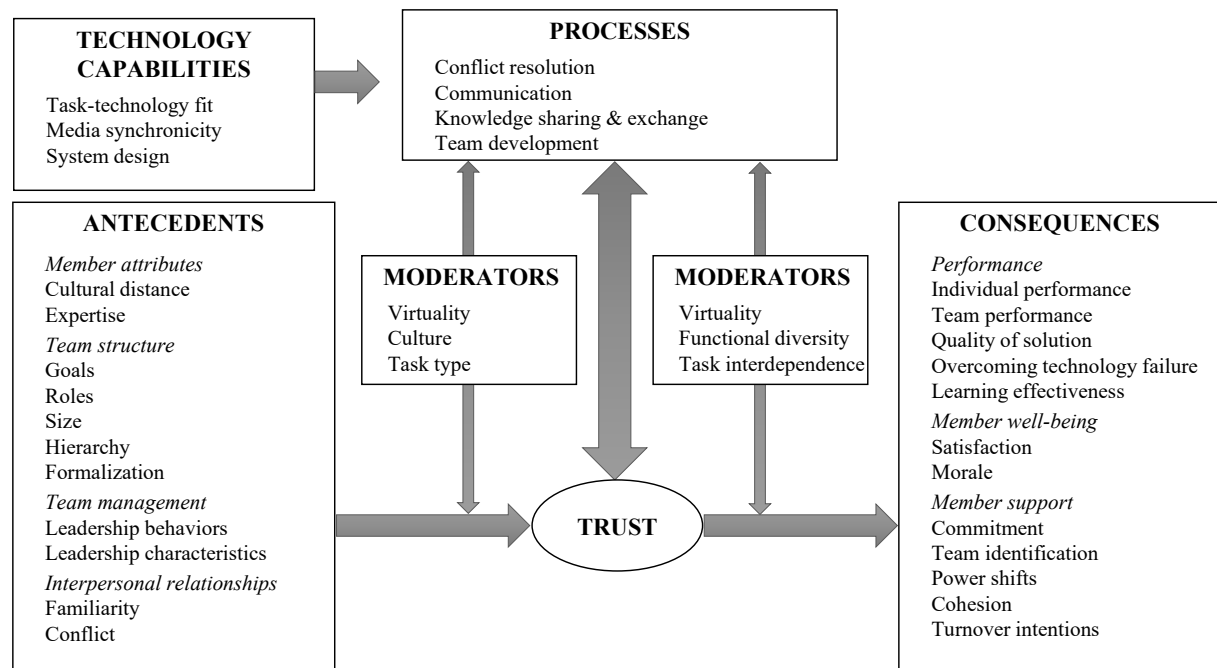 TECHNOLOGY
CAPABILITIES
Task-technology fit
Media synchronicity
System design
PROCESSES
Conflict resolution
Communication
Knowledge sharing & exchange
Team development
ANTECEDENTS
Member attributes
Cultural distance
Expertise
Team structure
Goals
Roles
Size
Hierarchy
Formalization
Team management
Leadership behaviors
Leadership characteristics
Interpersonal relationships
Familiarity
Conflict
MODERATORS
Virtuality
Culture
Task type
TRUST
MODERATORS
Virtuality
Functional diversity
Task interdependence
CONSEQUENCES
Performance
Individual performance
Team performance
Quality of solution
Overcoming technology failure
Learning effectiveness
Member well-being
Satisfaction
Morale
Member support
Commitment
Team identification
Power shifts
Cohesion
Turnover intentions